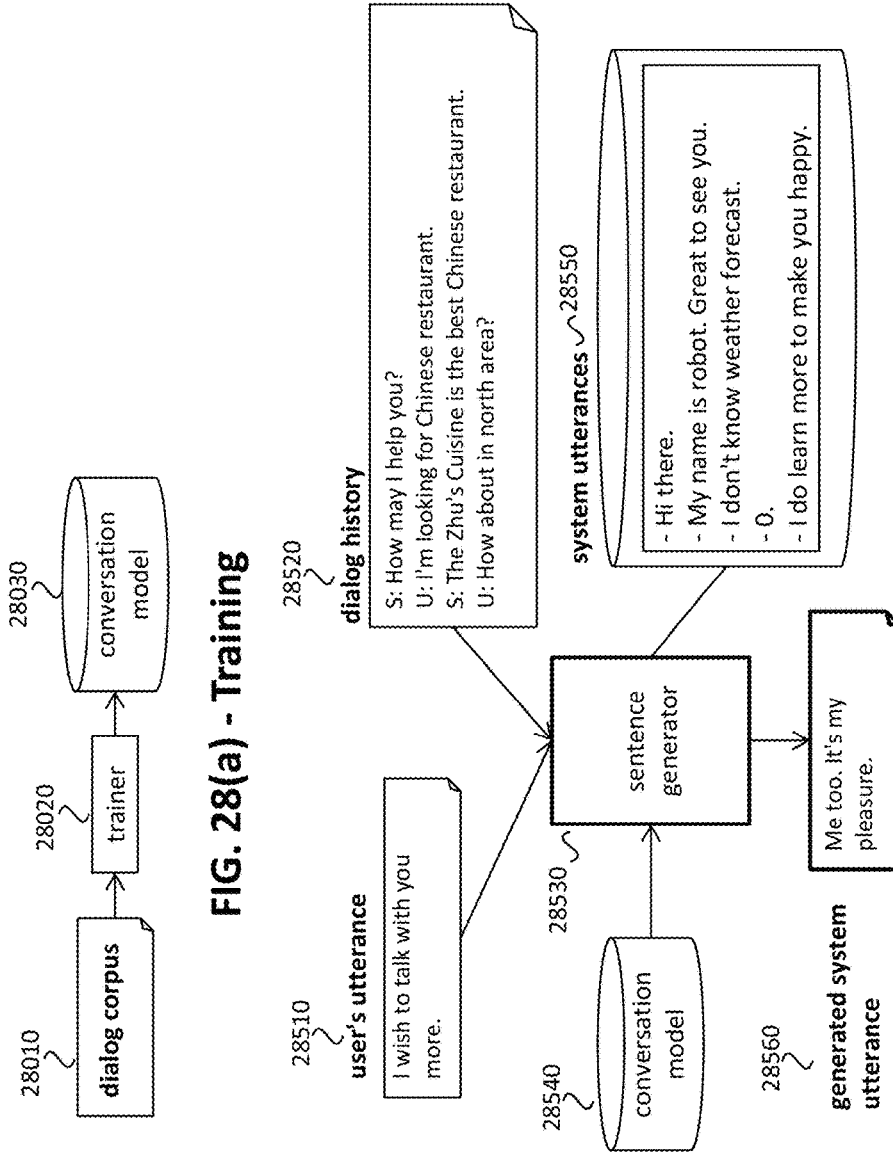 28010
dialog corpus
28020
trainer
28030
conversation
model
FIG. 28(a) - Training
28510
user's utterance
I wish to talk with you
more.
28520
dialog history
S: How may I help you?
U: I'm looking for Chinese restaurant.
S: The Zhu's Cuisine is the best Chinese restaurant.
U: How about in north area?
28540
conversation
model
28530
sentence
generator
system utterances
28550
- Hi there.
- My name is robot. Great to see you.
- I don't know weather forecast.
- O.
- I do learn more to make you happy.
28560
generated system
utterance
Me too. It's my
pleasure.